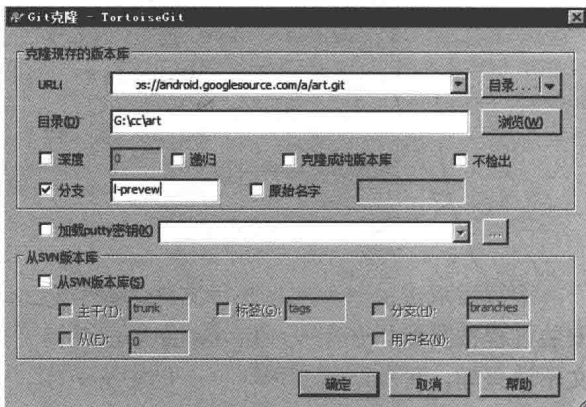 Git克隆 - TortoiseGit
克隆现存的版本库
URL: ps://android.googlesource.com/a/art.git 目录...
目录(D) G:\cc\art 浏览(W)
深度 0 递归 克隆成纯版本库 不检出
分支 l-prevew 原始名字
加载putty密钥(K) ...
从SVN版本库
从SVN版本库(S)
主干(T): trunk 标签(G): tags 分支(H): branches
从(F): 0 用户名(N):
确定 取消 帮助